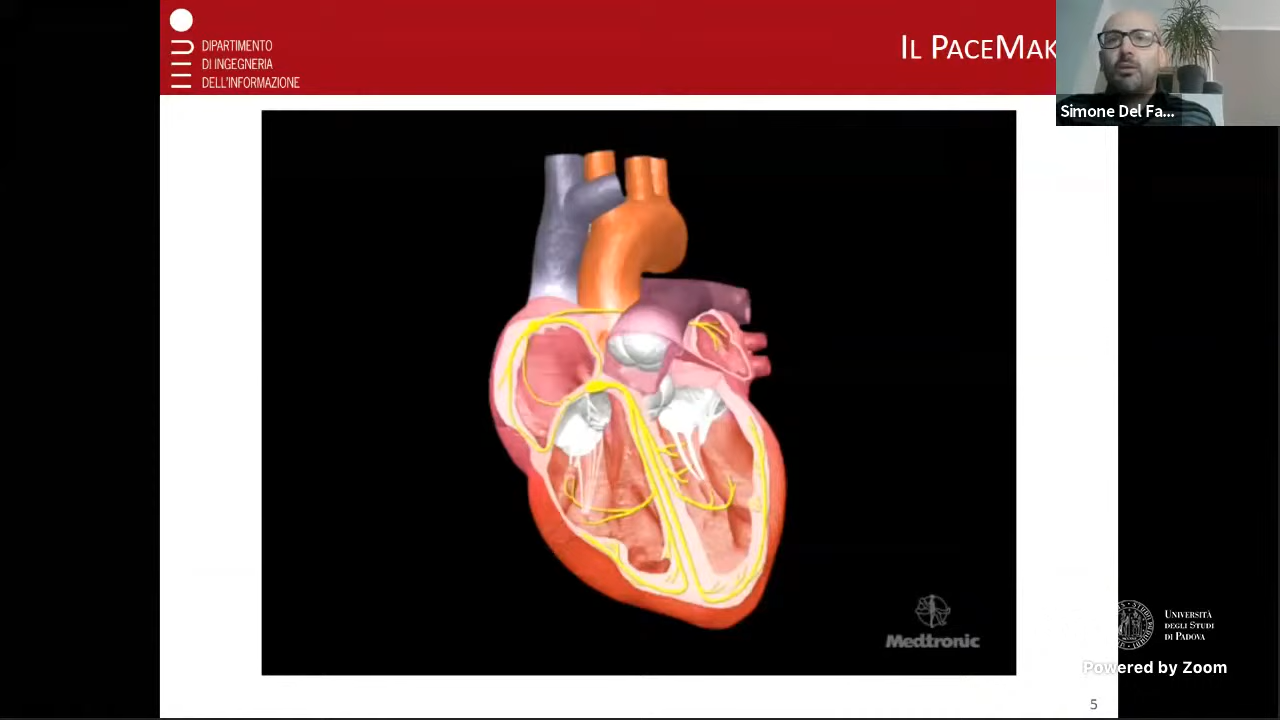 DIPARTIMENTO
DI INGEGNERIA
DELL'INFORMAZIONE
IL PACEMAK
Simone Del Fa...
Medtronic
UNIVERSITÀ
DEGLI STUDI
DI PADOVA
Powered by Zoom
5